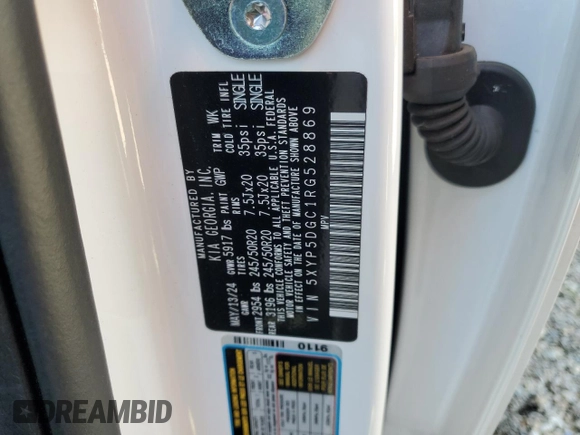 MANUFACTURED BY
KIA GEORGIA, INC.
MAY/13/24 GVWR 5917 lbs PAINT GWP TRIM WK
GAWR TIRES RIMS COLD TIRE INFL
FRONT 2954 lbs 245/50R20 7.5Jx20 35psi SINGLE
REAR 3196 lbs 245/50R20 7.5Jx20 35psi SINGLE
THIS VEHICLE CONFORMS TO ALL APPLICABLE U.S.A. FEDERAL
MOTOR VEHICLE SAFETY AND THEFT PREVENTION STANDARDS
IN EFFECT ON THE DATE OF MANUFACTURE SHOWN ABOVE
VIN 5XYP5DGC1RG528869
MPV
9110
DREAMBID